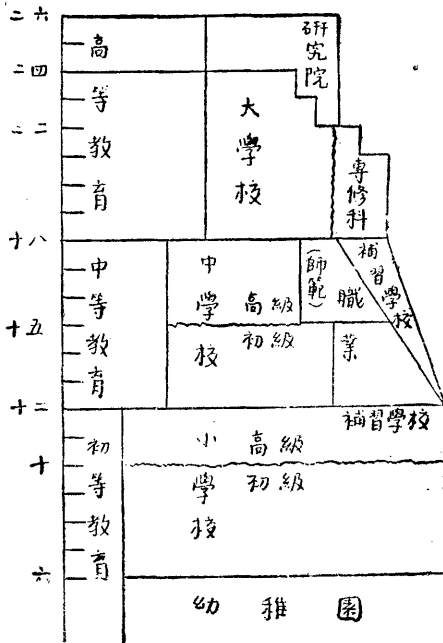 二六
高
研究院
二四
等
大學校
二二
教
專修科
育
十八
中
中
(師範)
補習學校
等
學
高級
職
十五
教
校
初級
業
育
十二
補習學校
初
小
高級
十
等
學
初級
教
校
育
六
幼稚園